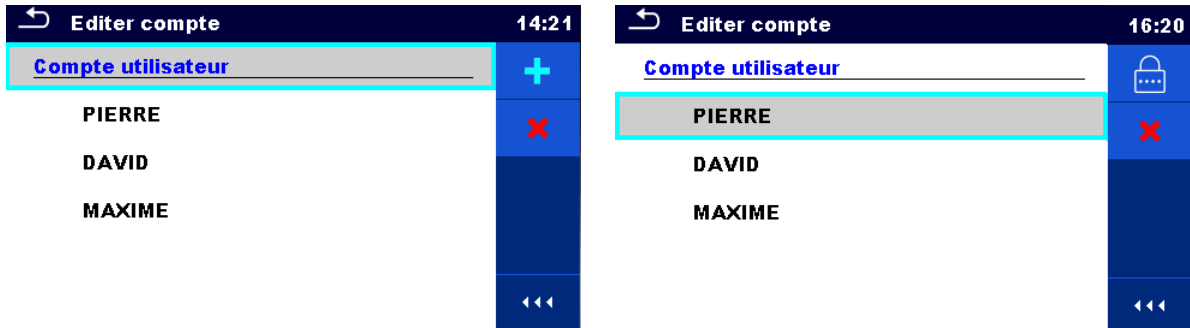 Editer compte 14:21
Compte utilisateur
PIERRE
DAVID
MAXIME
Editer compte 16:20
Compte utilisateur
PIERRE
DAVID
MAXIME